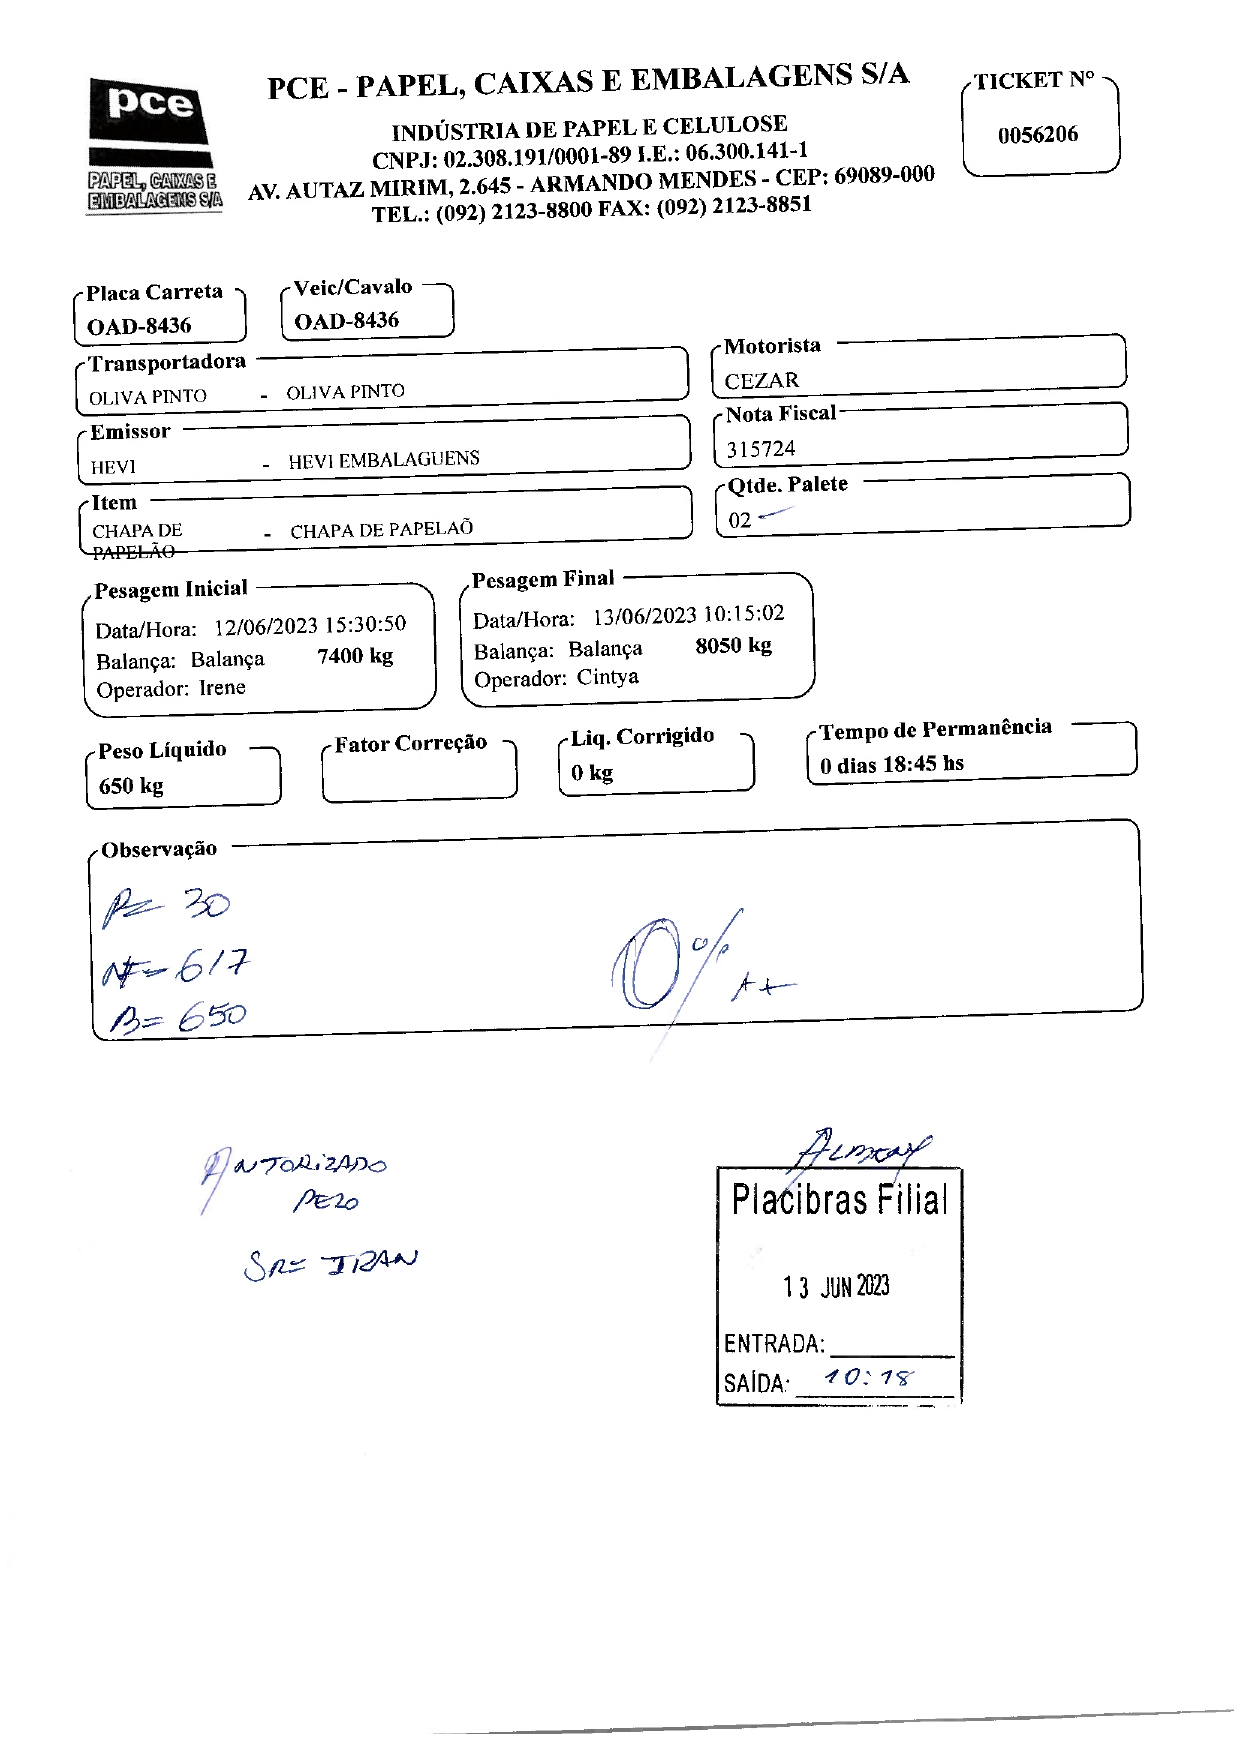 pce
PAPEL, CAIXAS E
EMBALAGENS S/A
PCE - PAPEL, CAIXAS E EMBALAGENS S/A
INDÚSTRIA DE PAPEL E CELULOSE
CNPJ: 02.308.191/0001-89 I.E.: 06.300.141-1
AV. AUTAZ MIRIM, 2.645 - ARMANDO MENDES - CEP: 69089-000
TEL.: (092) 2123-8800 FAX: (092) 2123-8851
TICKET Nº
0056206
Placa Carreta
OAD-8436
Veic/Cavalo
OAD-8436
Transportadora
OLIVA PINTO - OLIVA PINTO
Motorista
CEZAR
Emissor
HEVI - HEVI EMBALAGUENS
Nota Fiscal
315724
Item
CHAPA DE - CHAPA DE PAPELAÕ
PAPELÃO
Qtde. Palete
02
Pesagem Inicial
Data/Hora: 12/06/2023 15:30:50
Balança: Balança 7400 kg
Operador: Irene
Pesagem Final
Data/Hora: 13/06/2023 10:15:02
Balança: Balança 8050 kg
Operador: Cintya
Peso Líquido
650 kg
Fator Correção
Liq. Corrigido
0 kg
Tempo de Permanência
0 dias 18:45 hs
Observação
P= 30
NF= 617
B= 650
0%
AUTORIZADO
PELO
SR= IRAN
Placibras Filial
13 JUN 2023
ENTRADA:
SAÍDA: 10:18